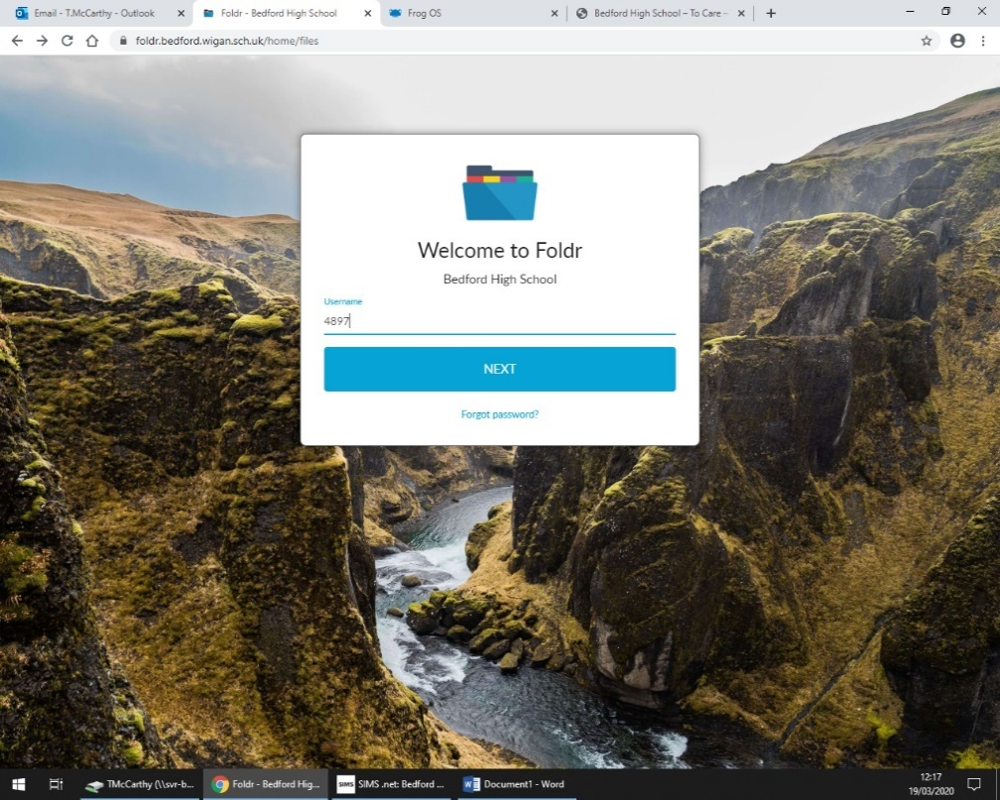 Email - T.McCarthy - Outlook
Foldr - Bedford High School
Frog OS
Bedford High School – To Care –
foldr.bedford.wigan.sch.uk/home/files
Welcome to Foldr
Bedford High School
Username
4897
NEXT
Forgot password?
TMcCarthy (\\svr-b...
Foldr - Bedford Hig...
SIMS
SIMS .net: Bedford ...
Document1 - Word
12:17
19/03/2020